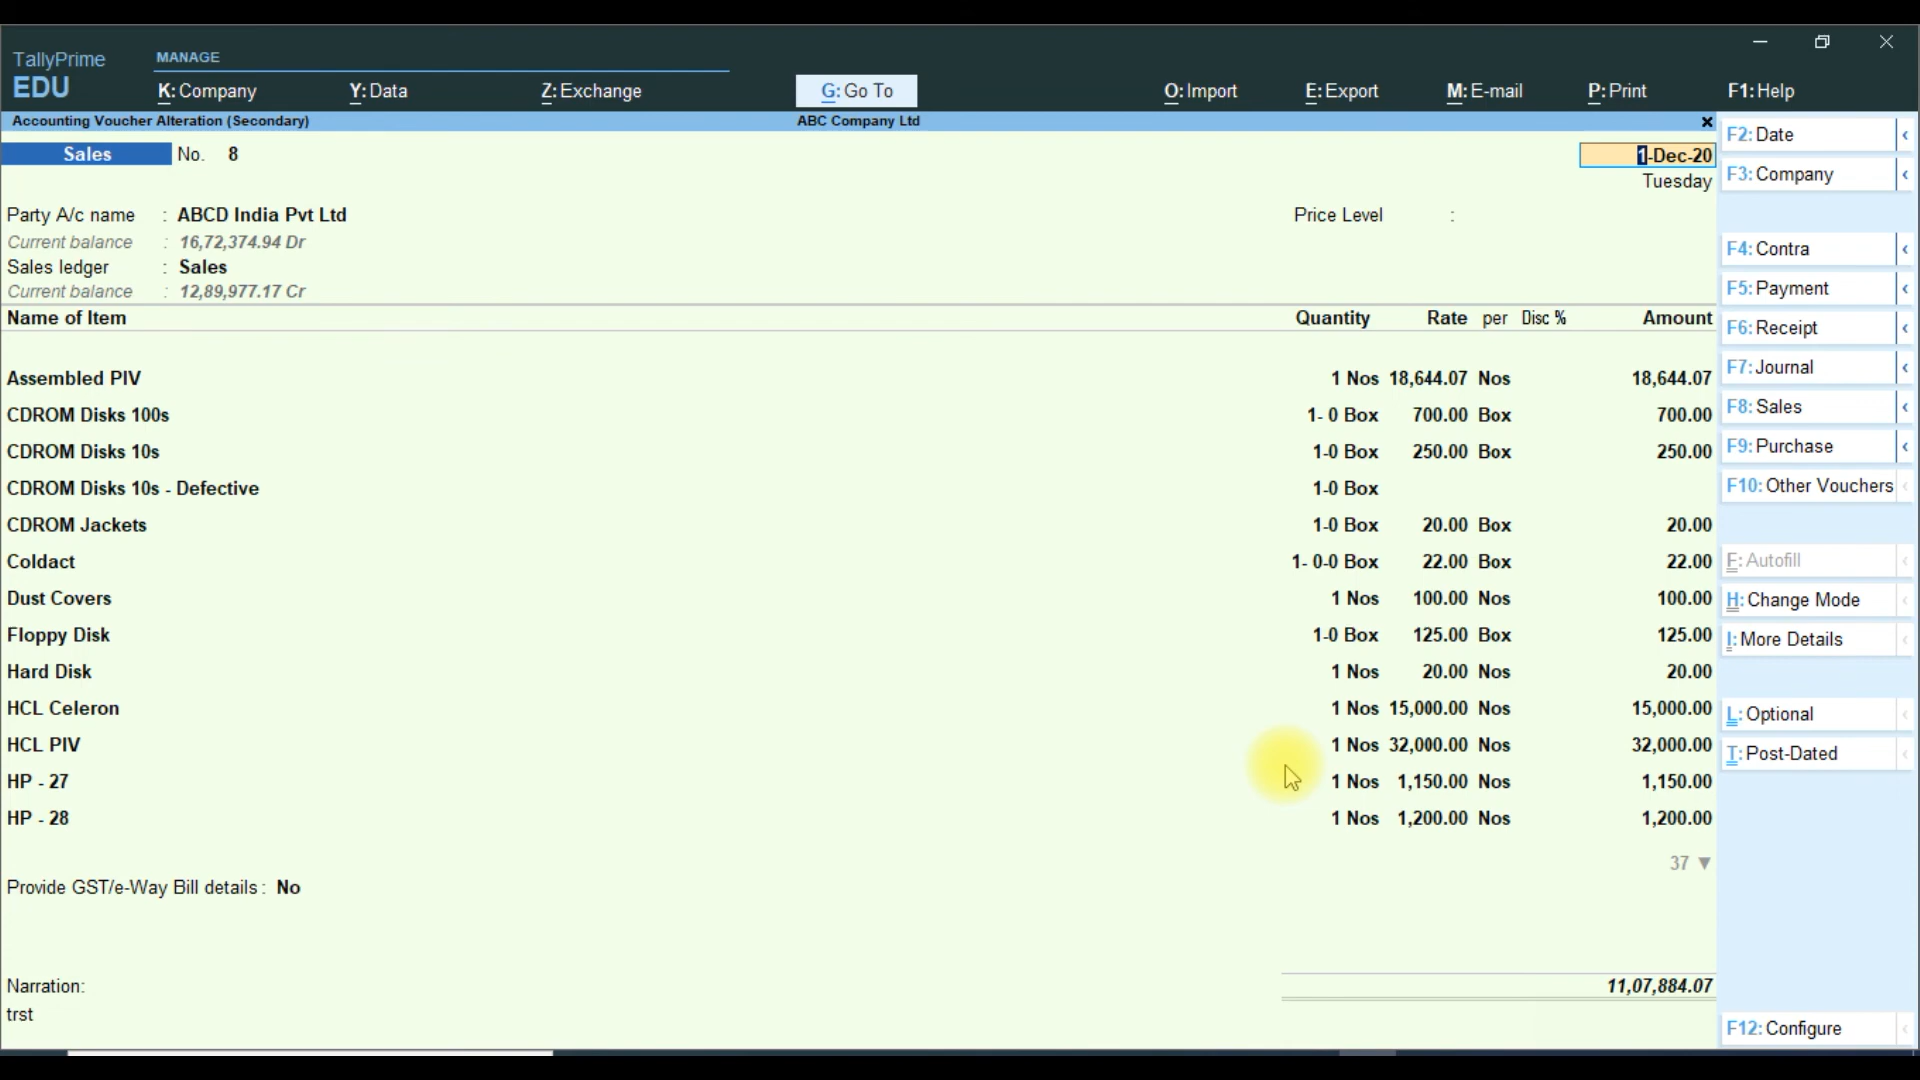 TallyPrime
EDU
MANAGE
K: Company
Y: Data
Z: Exchange
G: Go To
O: Import
E: Export
M: E-mail
P: Print
F1: Help
Accounting Voucher Alteration (Secondary)
ABC Company Ltd
Sales No. 8
1-Dec-20
Tuesday
Party A/c name : ABCD India Pvt Ltd
Price Level :
Current balance : 16,72,374.94 Dr
Sales ledger : Sales
Current balance : 12,89,977.17 Cr
Name of Item Quantity Rate per Disc % Amount
Assembled PIV 1 Nos 18,644.07 Nos 18,644.07
CDROM Disks 100s 1- 0 Box 700.00 Box 700.00
CDROM Disks 10s 1-0 Box 250.00 Box 250.00
CDROM Disks 10s - Defective 1-0 Box
CDROM Jackets 1-0 Box 20.00 Box 20.00
Coldact 1- 0-0 Box 22.00 Box 22.00
Dust Covers 1 Nos 100.00 Nos 100.00
Floppy Disk 1-0 Box 125.00 Box 125.00
Hard Disk 1 Nos 20.00 Nos 20.00
HCL Celeron 1 Nos 15,000.00 Nos 15,000.00
HCL PIV 1 Nos 32,000.00 Nos 32,000.00
HP - 27 1 Nos 1,150.00 Nos 1,150.00
HP - 28 1 Nos 1,200.00 Nos 1,200.00
37 ▼
Provide GST/e-Way Bill details : No
Narration:
11,07,884.07
trst
F2: Date
F3: Company
F4: Contra
F5: Payment
F6: Receipt
F7: Journal
F8: Sales
F9: Purchase
F10: Other Vouchers
F: Autofill
H: Change Mode
I: More Details
L: Optional
T: Post-Dated
F12: Configure